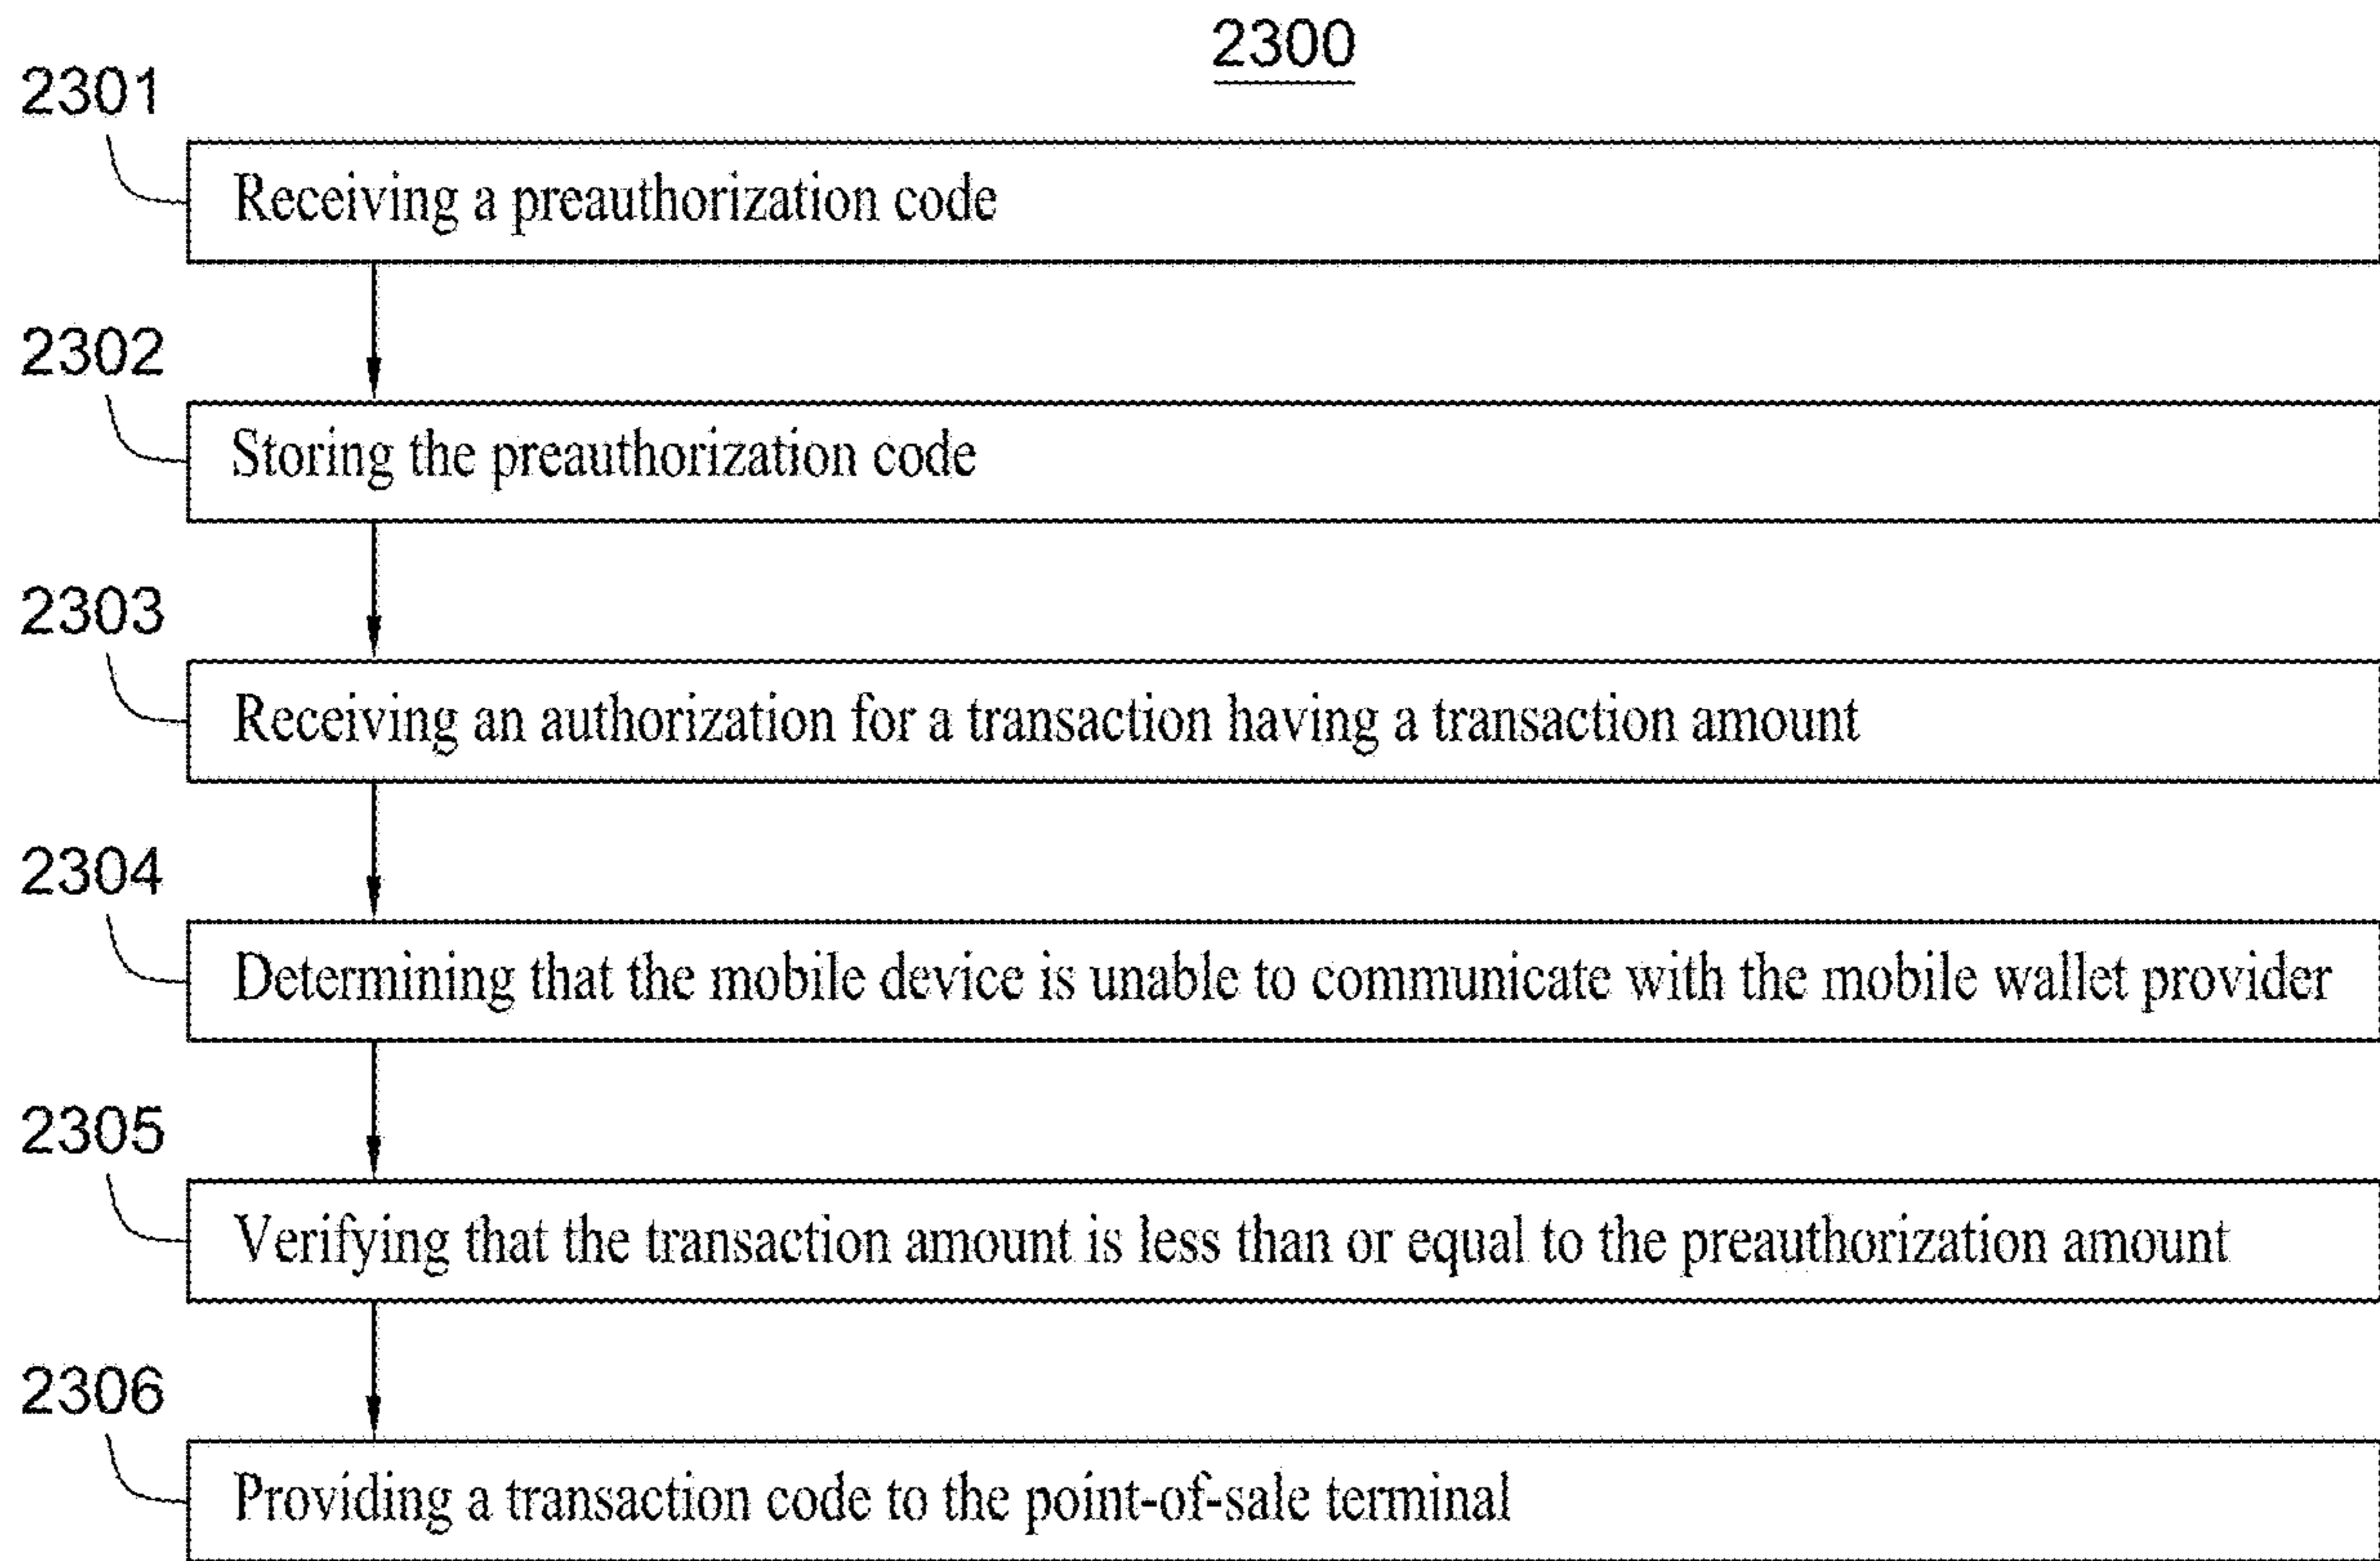 2300
2301
Receiving a preauthorization code
2302
Storing the preauthorization code
2303
Receiving an authorization for a transaction having a transaction amount
2304
Determining that the mobile device is unable to communicate with the mobile wallet provider
2305
Verifying that the transaction amount is less than or equal to the preauthorization amount
2306
Providing a transaction code to the point-of-sale terminal